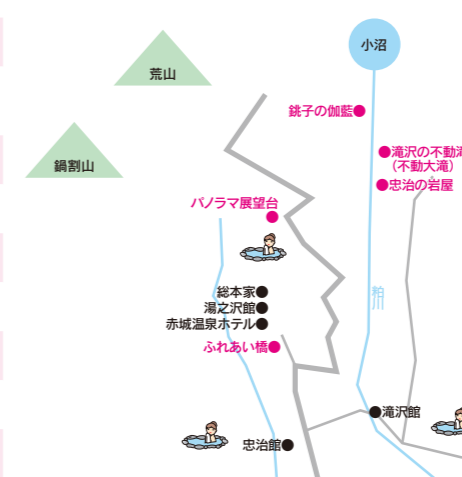 小沼
荒山
銚子の伽藍●
●滝沢の不動滝
（不動大滝）
鍋割山
●忠治の岩屋
パノラマ展望台
総本家●
粕川
湯之沢館●
赤城温泉ホテル●
ふれあい橋●
●滝沢館
忠治館●